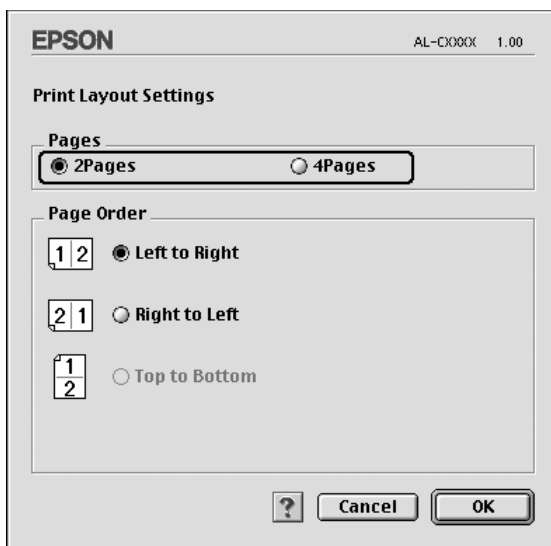 EPSON AL-CXXXX 1.00
Print Layout Settings
Pages
2Pages 4Pages
Page Order
1 2 Left to Right
2 1 Right to Left
1
2 Top to Bottom
? Cancel OK